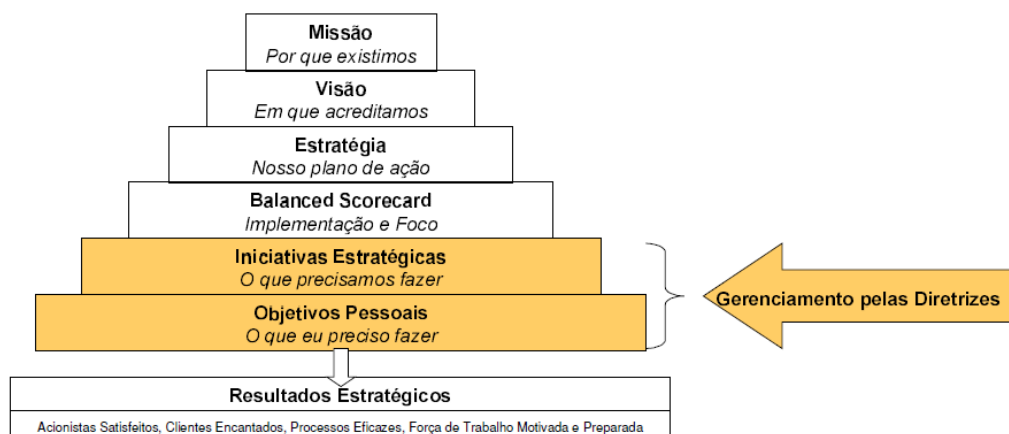 Missão
Por que existimos
Visão
Em que acreditamos
Estratégia
Nosso plano de ação
Balanced Scorecard
Implementação e Foco
Iniciativas Estratégicas
O que precisamos fazer
Objetivos Pessoais
O que eu preciso fazer
Gerenciamento pelas Diretrizes
Resultados Estratégicos
Acionistas Satisfeitos, Clientes Encantados, Processos Eficazes, Força de Trabalho Motivada e Preparada